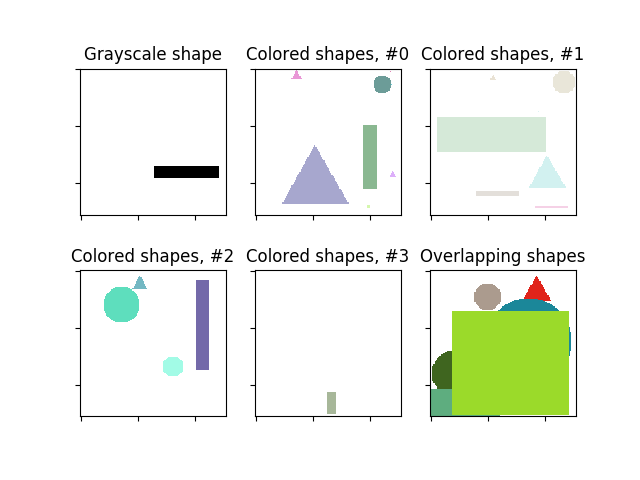 Grayscale shape
Colored shapes, #0
Colored shapes, #1
Colored shapes, #2
Colored shapes, #3
Overlapping shapes